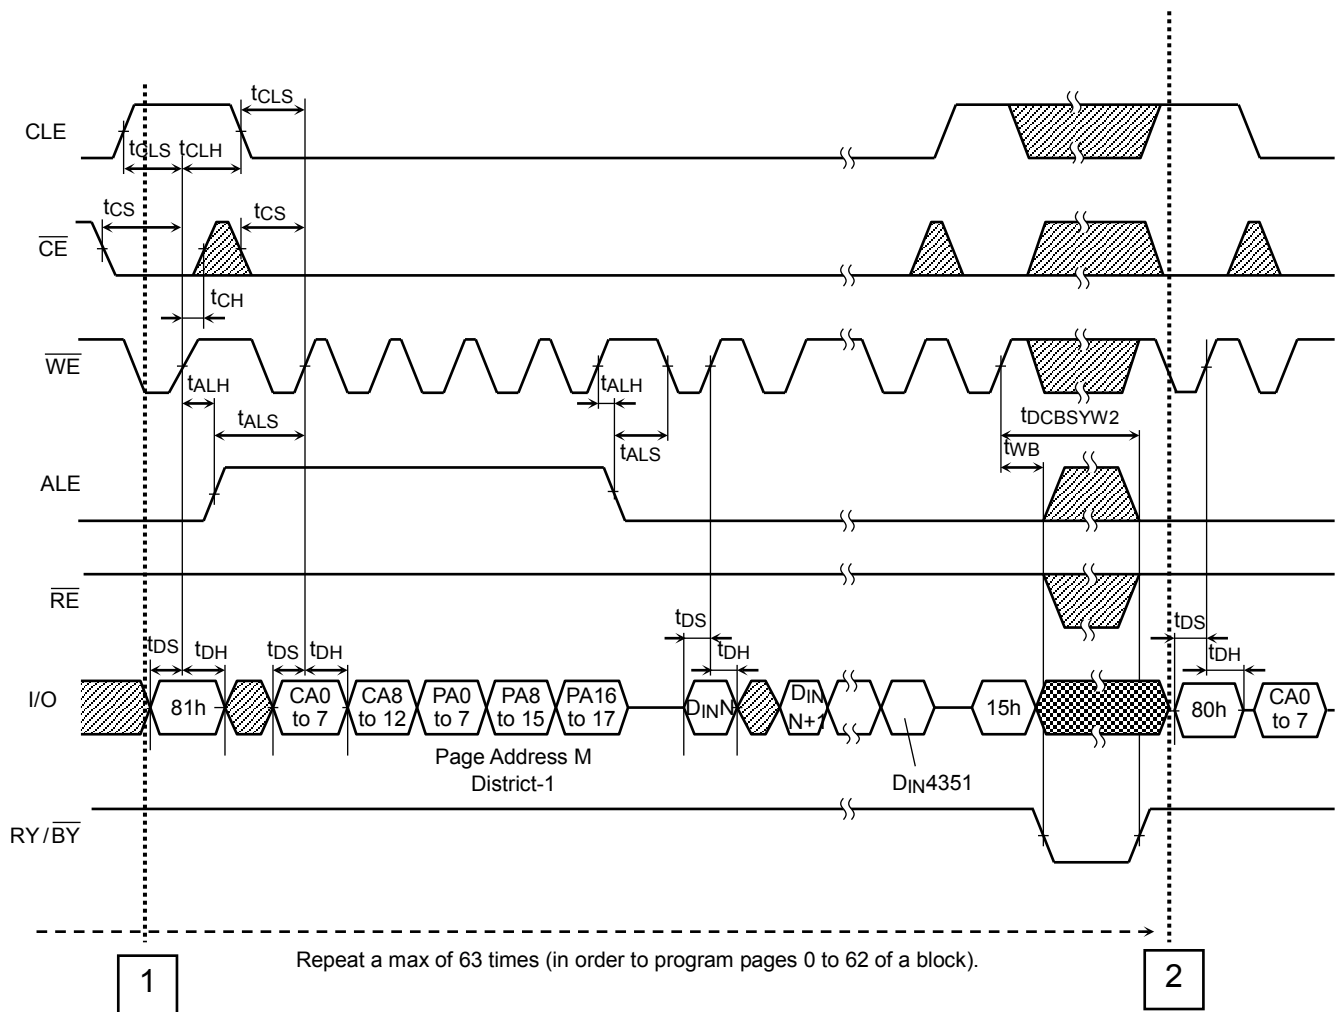 tCLS
CLE
tCLS tCLH
tCS tCS
CE
tCH
WE
tALH tALH
tALS tDCBSYW2
tALS tWB
ALE
RE
tDS tDS
tDS tDH tDS tDH tDH tDH
I/O 81h CA0 to 7 CA8 to 12 PA0 to 7 PA8 to 15 PA16 to 17 DINN DIN N+1 15h 80h CA0 to 7
Page Address M
District-1
DIN4351
RY/BY
Repeat a max of 63 times (in order to program pages 0 to 62 of a block).
1 2